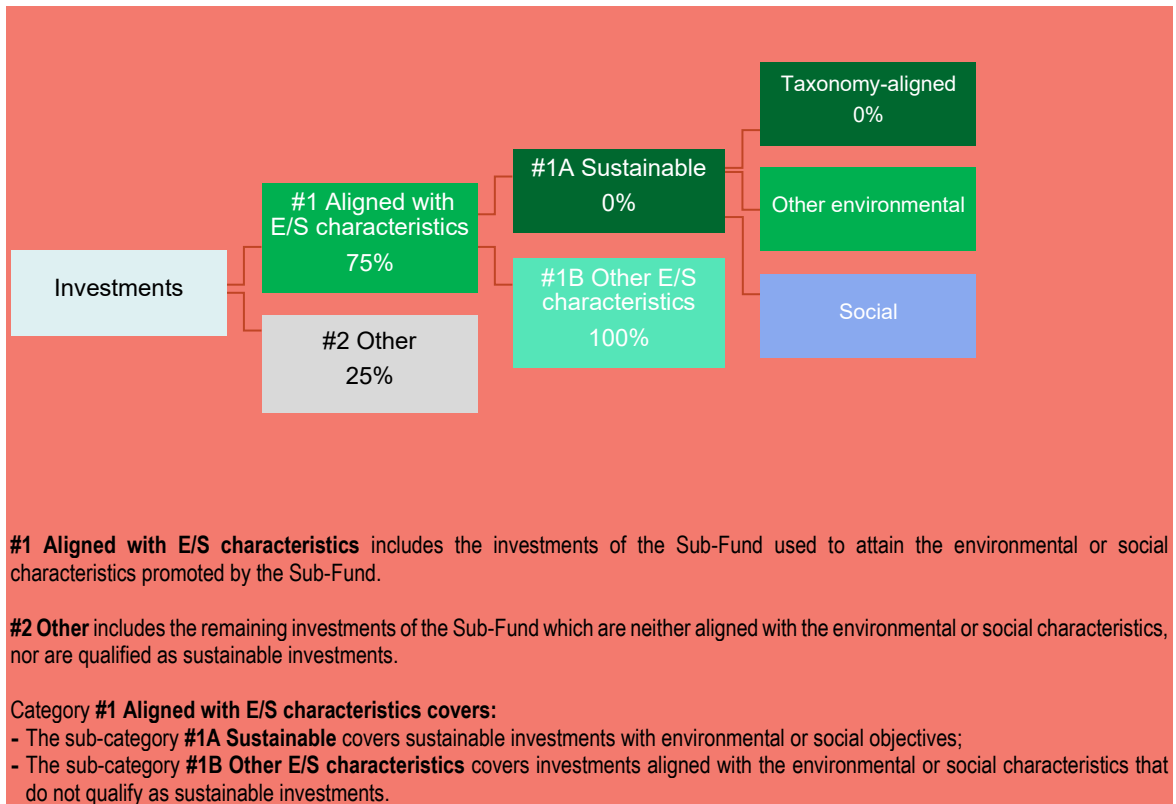 Investments
#1 Aligned with
E/S characteristics
75%
#2 Other
25%
#1A Sustainable
0%
#1B Other E/S
characteristics
100%
Taxonomy-aligned
0%
Other environmental
Social
#1 Aligned with E/S characteristics includes the investments of the Sub-Fund used to attain the environmental or social
characteristics promoted by the Sub-Fund.
#2 Other includes the remaining investments of the Sub-Fund which are neither aligned with the environmental or social characteristics,
nor are qualified as sustainable investments.
Category #1 Aligned with E/S characteristics covers:
- The sub-category #1A Sustainable covers sustainable investments with environmental or social objectives;
- The sub-category #1B Other E/S characteristics covers investments aligned with the environmental or social characteristics that
do not qualify as sustainable investments.